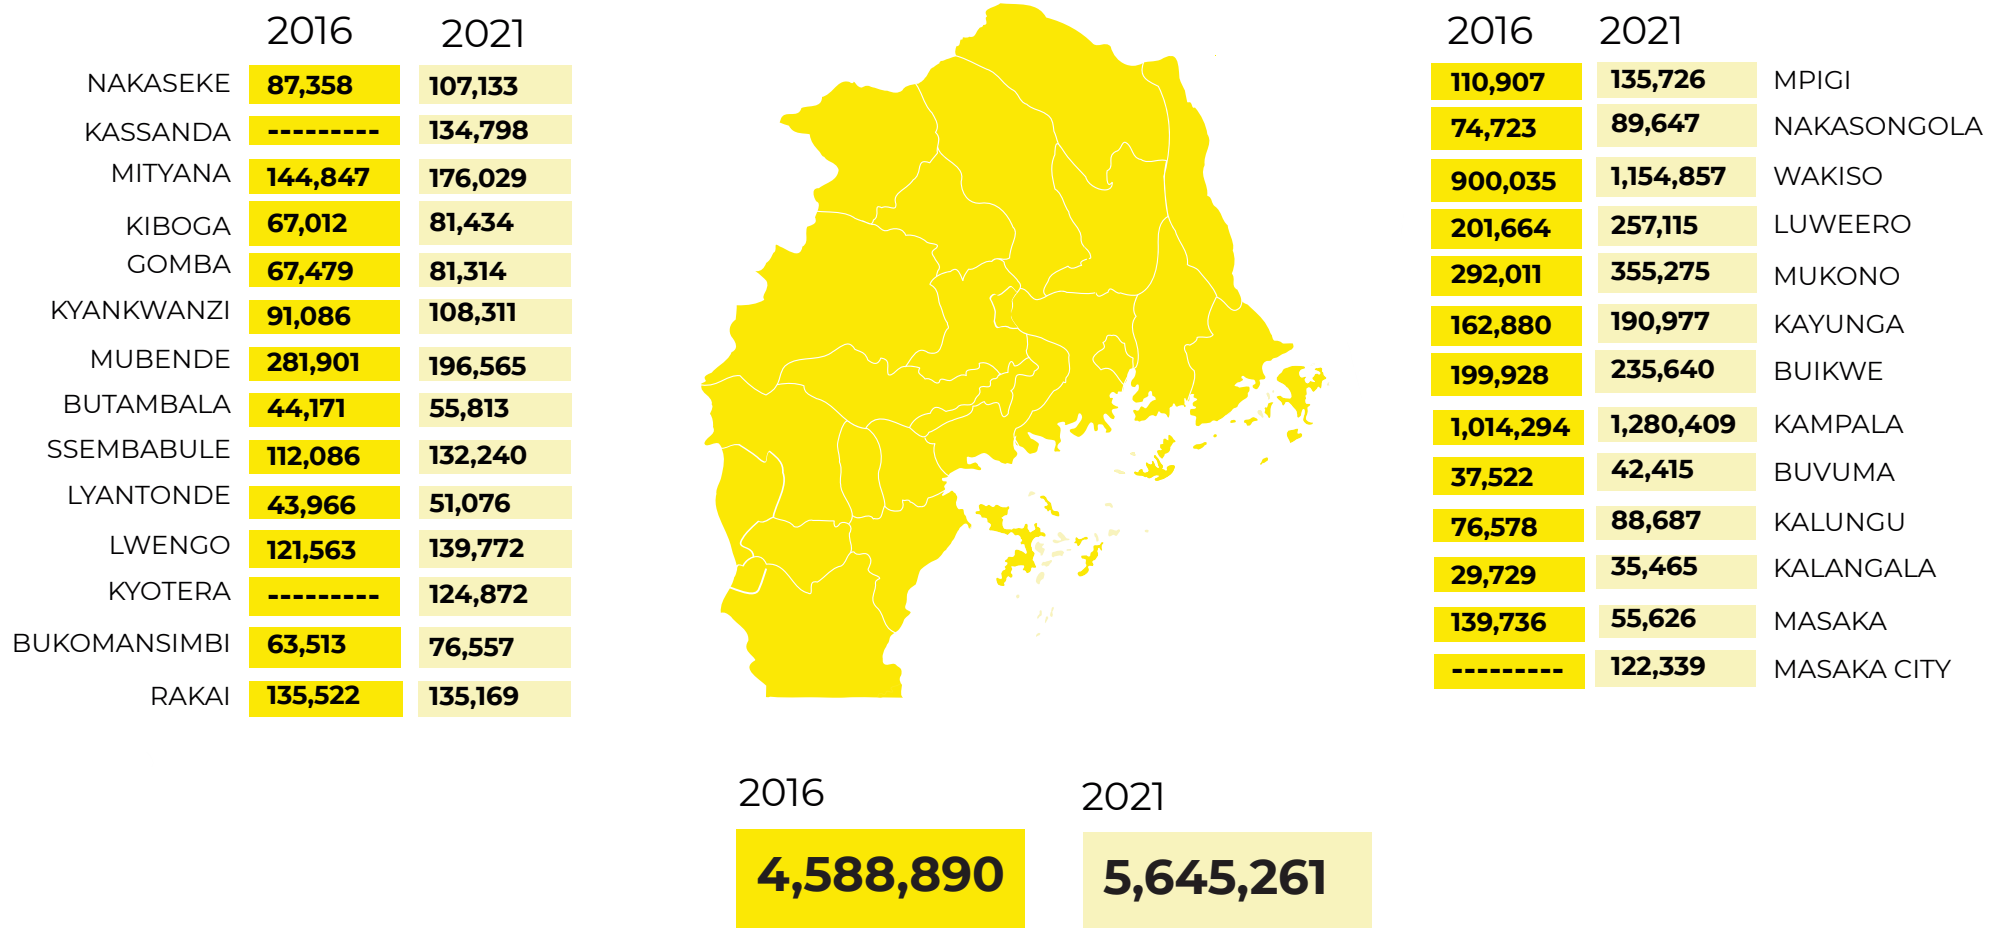 2016 2021
NAKASEKE 87,358 107,133
KASSANDA --------- 134,798
MITYANA 144,847 176,029
KIBOGA 67,012 81,434
GOMBA 67,479 81,314
KYANKWANZI 91,086 108,311
MUBENDE 281,901 196,565
BUTAMBALA 44,171 55,813
SSEMBABULE 112,086 132,240
LYANTONDE 43,966 51,076
LWENGO 121,563 139,772
KYOTERA --------- 124,872
BUKOMANSIMBI 63,513 76,557
RAKAI 135,522 135,169
2016 2021
110,907 135,726 MPIGI
74,723 89,647 NAKASONGOLA
900,035 1,154,857 WAKISO
201,664 257,115 LUWEERO
292,011 355,275 MUKONO
162,880 190,977 KAYUNGA
199,928 235,640 BUIKWE
1,014,294 1,280,409 KAMPALA
37,522 42,415 BUVUMA
76,578 88,687 KALUNGU
29,729 35,465 KALANGALA
139,736 55,626 MASAKA
--------- 122,339 MASAKA CITY
2016 2021
4,588,890 5,645,261